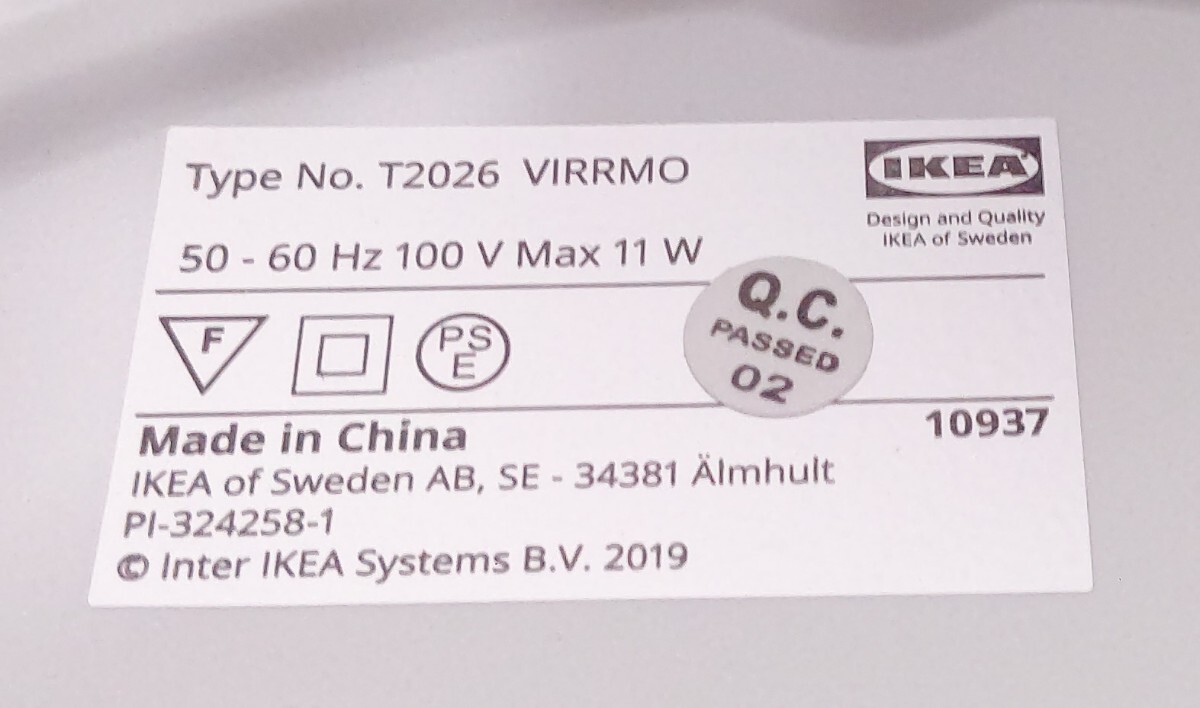 Type No. T2026 VIRRMO
IKEA
Design and Quality
IKEA of Sweden
50 - 60 Hz 100 V Max 11 W
Q.C.
PASSED
02
F
PS
E
Made in China
10937
IKEA of Sweden AB, SE - 34381 Älmhult
PI-324258-1
© Inter IKEA Systems B.V. 2019